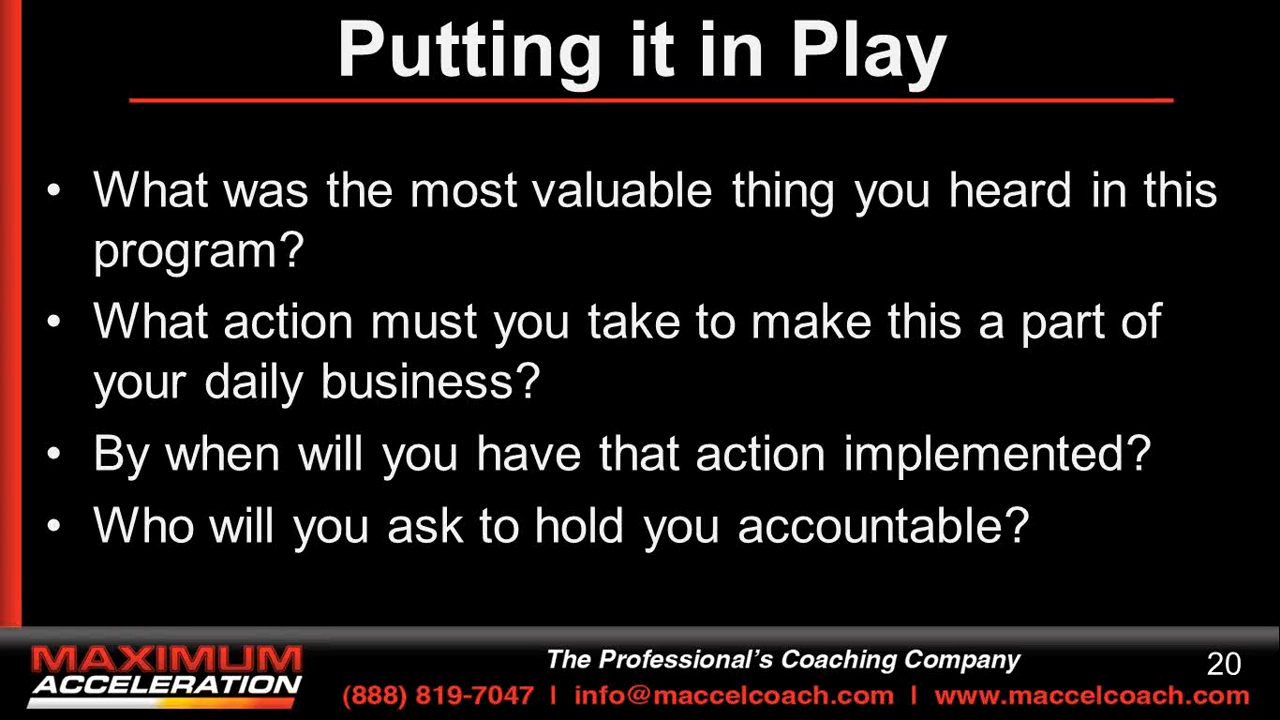 Putting it in Play
• What was the most valuable thing you heard in this
program?
• What action must you take to make this a part of
your daily business?
• By when will you have that action implemented?
• Who will you ask to hold you accountable?
MAXIMUM
ACCELERATION
The Professional's Coaching Company
20
(888) 819-7047 | info@maccelcoach.com | www.maccelcoach.com